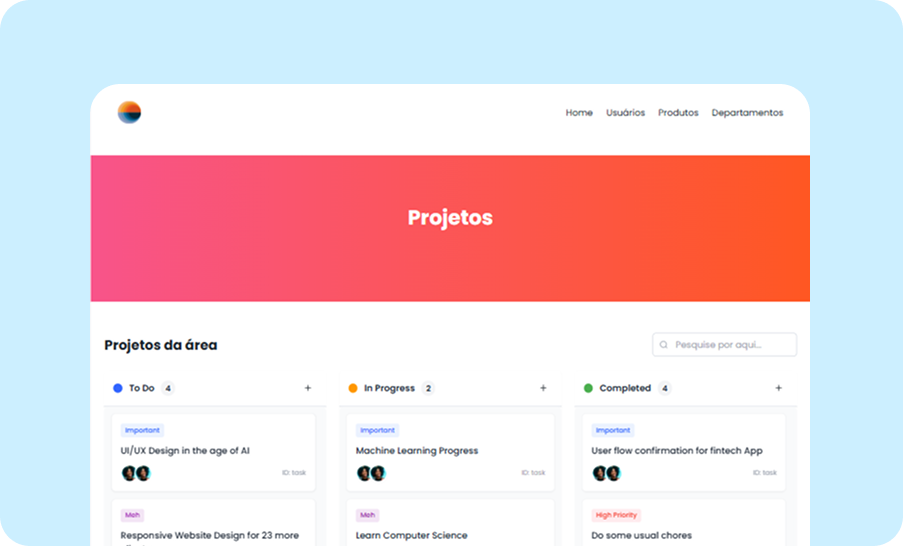 Home Usuários Produtos Departamentos
Projetos
Projetos da área
Pesquise por aqui...
To Do 4 +
In Progress 2 +
Completed 4 +
Important
UI/UX Design in the age of AI
ID: task
Important
Machine Learning Progress
ID: task
Important
User flow confirmation for fintech App
ID: task
Meh
Responsive Website Design for 23 more
Meh
Learn Computer Science
High Priority
Do some usual chores